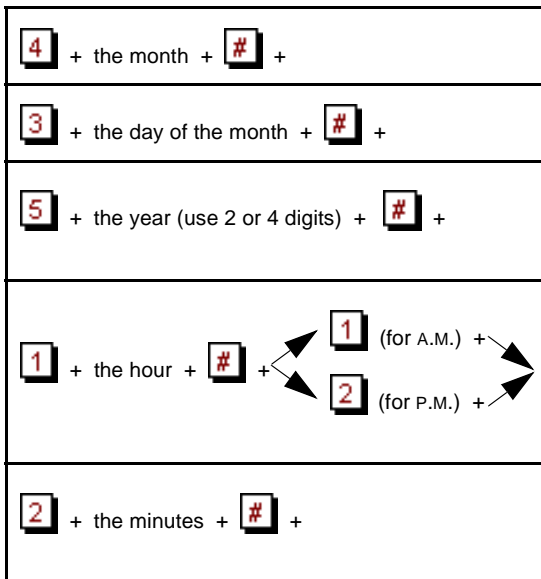 4 + the month + # +
3 + the day of the month + # +
5 + the year (use 2 or 4 digits) + # +
1 (for A.M.) +
1 + the hour + # +
2 (for P.M.) +
2 + the minutes + # +